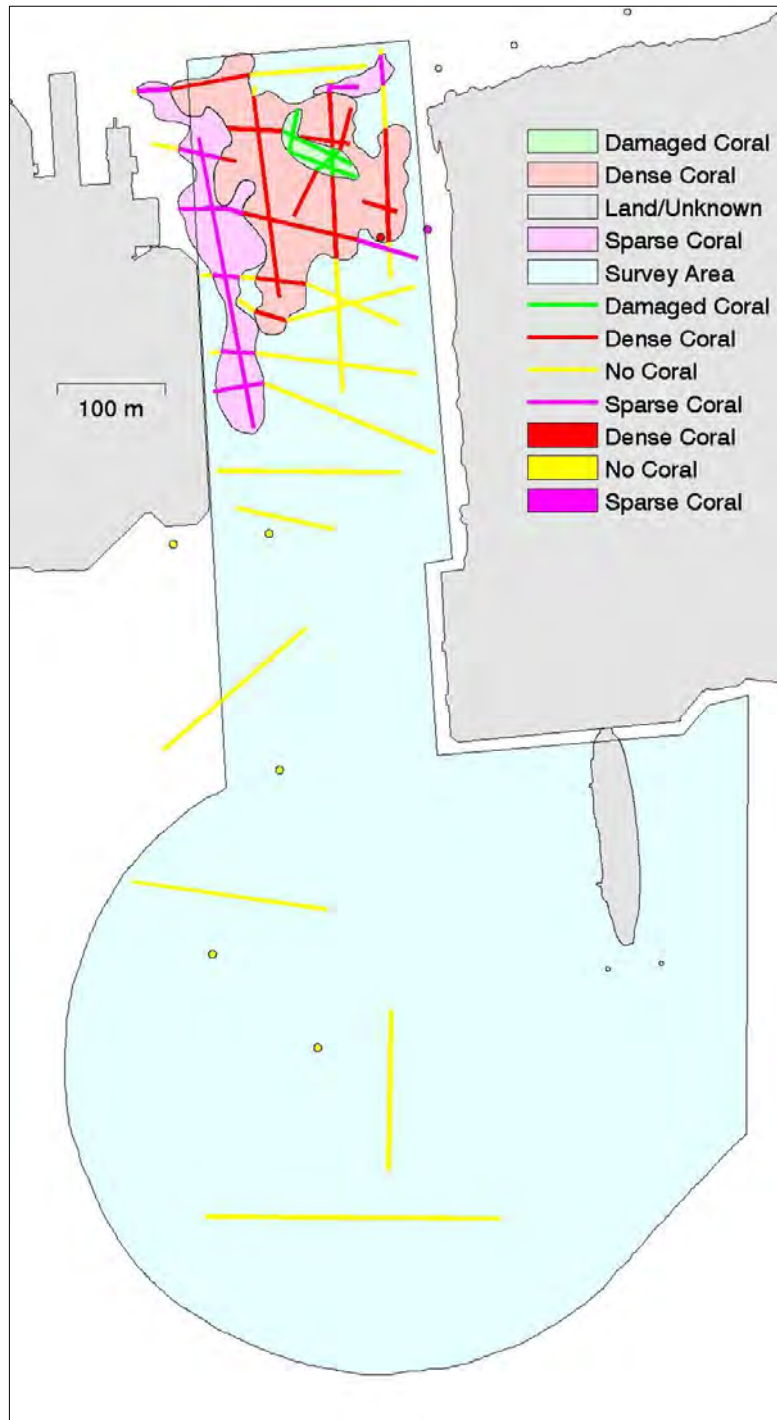 Damaged Coral
Dense Coral
Land/Unknown
Sparse Coral
Survey Area
Damaged Coral
Dense Coral
No Coral
Sparse Coral
Dense Coral
No Coral
Sparse Coral
100 m